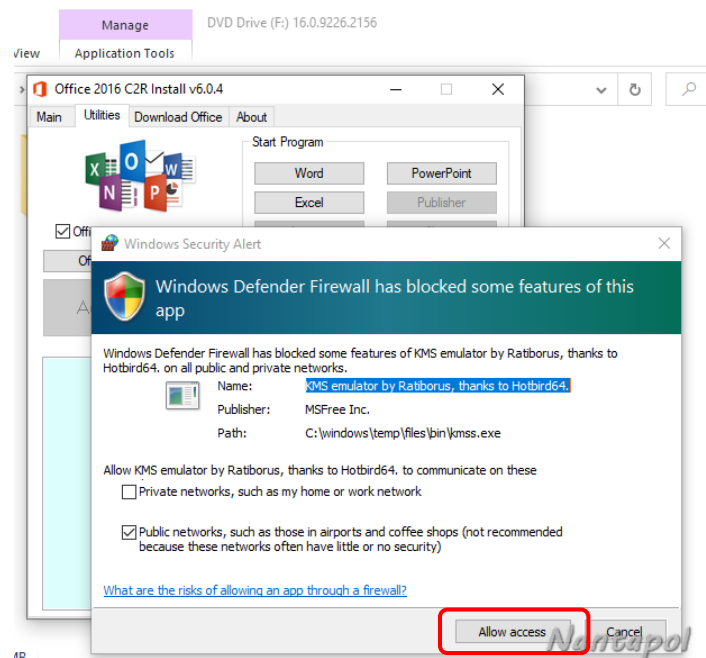 Manage
DVD Drive (F:) 16.0.9226.2156
View
Application Tools
Office 2016 C2R Install v6.0.4
Main
Utilities
Download Office
About
Start Program
Word
PowerPoint
Excel
Publisher
Windows Security Alert
Windows Defender Firewall has blocked some features of this
app
Windows Defender Firewall has blocked some features of KMS emulator by Ratiborus, thanks to
Hotbird64. on all public and private networks.
Name: KMS emulator by Ratiborus, thanks to Hotbird64.
Publisher: MSFree Inc.
Path: C:\windows\temp\files\bin\kmss.exe
Allow KMS emulator by Ratiborus, thanks to Hotbird64. to communicate on these
Private networks, such as my home or work network
Public networks, such as those in airports and coffee shops (not recommended
because these networks often have little or no security)
What are the risks of allowing an app through a firewall?
Allow access
Cancel
Nantapol